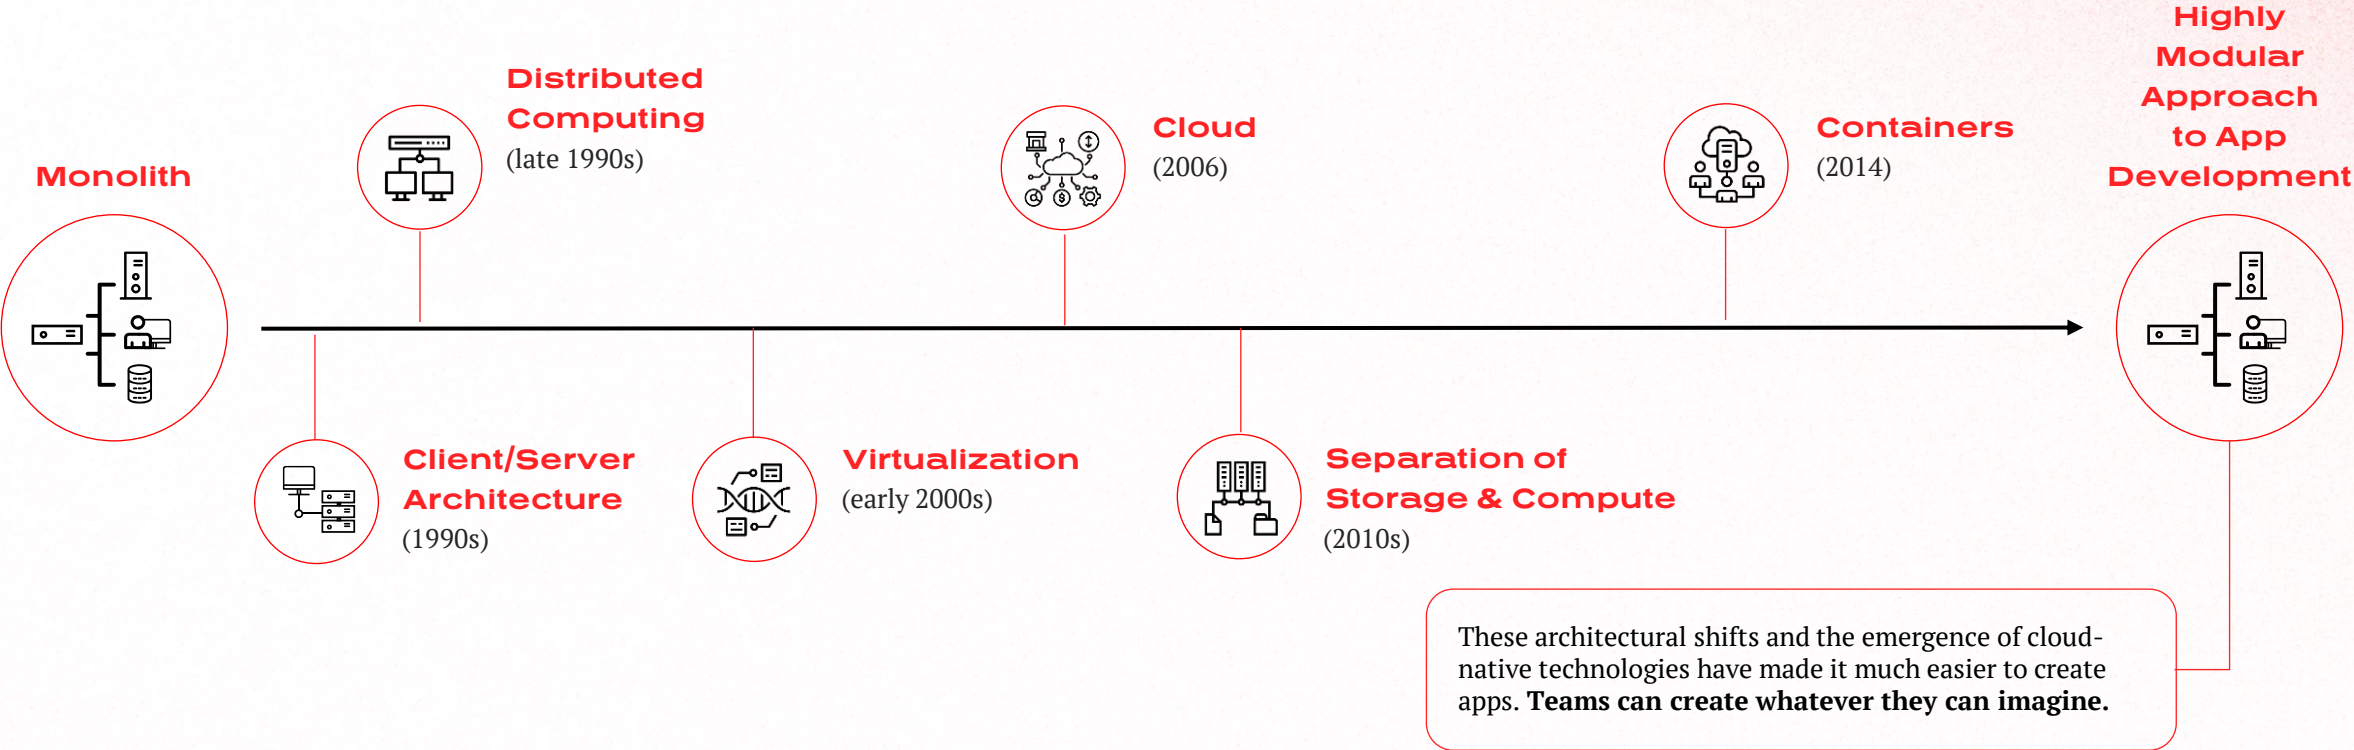 Monolith
Client/Server
Architecture
(1990s)
Distributed
Computing
(late 1990s)
Virtualization
(early 2000s)
Cloud
(2006)
Separation of
Storage & Compute
(2010s)
Containers
(2014)
Highly
Modular
Approach
to App
Development
These architectural shifts and the emergence of cloud-
native technologies have made it much easier to create
apps. Teams can create whatever they can imagine.